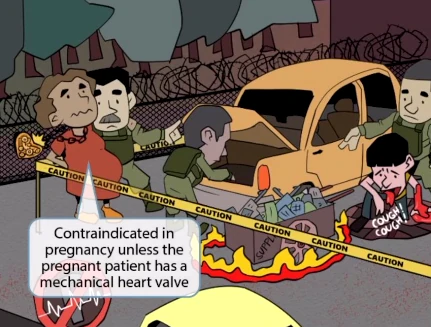 CAUTION
CAUTION CAUTION CAUTION CAUTION CAUTION CAUTION CAUTION
COUGH!
COUGH!
Contraindicated in
pregnancy unless the
pregnant patient has a
mechanical heart valve